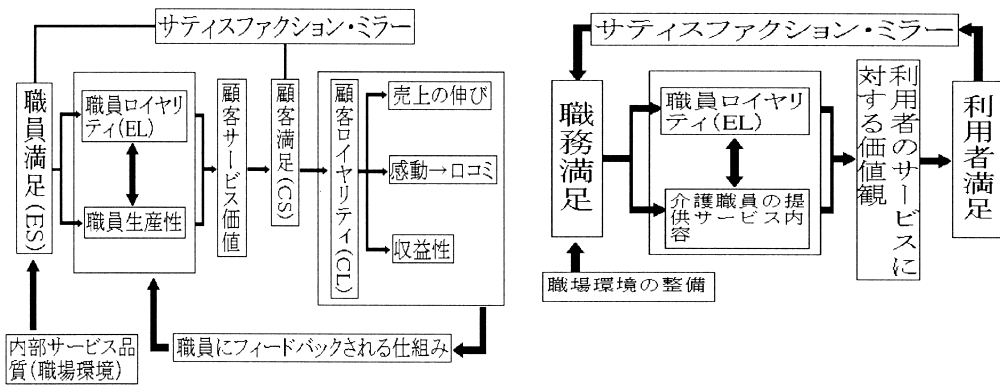 サティスファクション・ミラー
職員満足(ES)
職員ロイヤリ
ティ(EL)
職員生産性
顧客サービス価値
顧客満足(CS)
顧客ロイヤリティ(CL)
売上の伸び
感動→口コミ
収益性
内部サービス品
質(職場環境)
職員にフィードバックされる仕組み
サティスファクション・ミラー
職務満足
職員ロイヤリ
ティ(EL)
介護職員の提
供サービス内
容
利用者のサービスに
対する価値観
利用者満足
職場環境の整備